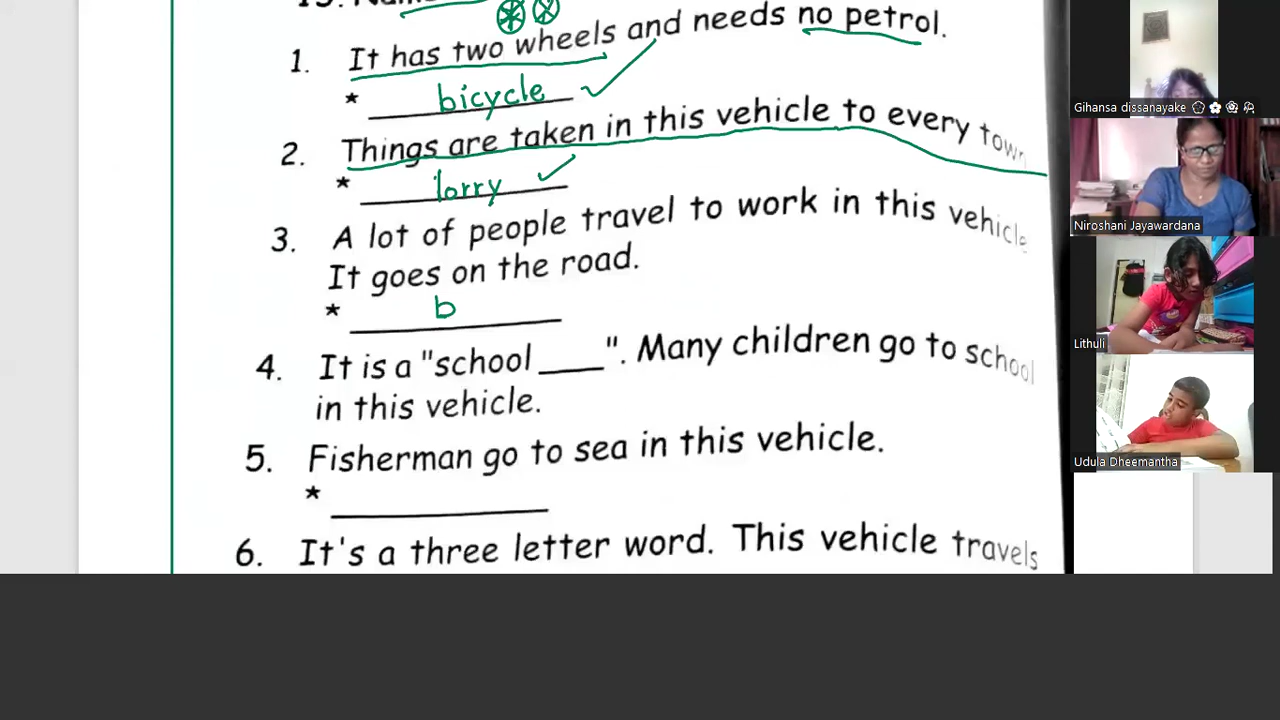 1. It has two wheels and needs no petrol.
* bicycle
2. Things are taken in this vehicle to every town
* lorry
3. A lot of people travel to work in this vehicle
It goes on the road.
* b
4. It is a "school ____". Many children go to school
in this vehicle.
5. Fisherman go to sea in this vehicle.
* ____
6. It's a three letter word. This vehicle travels
Gihansa dissanayake
Niroshani Jayawardana
Lithuli
Udula Dheemantha